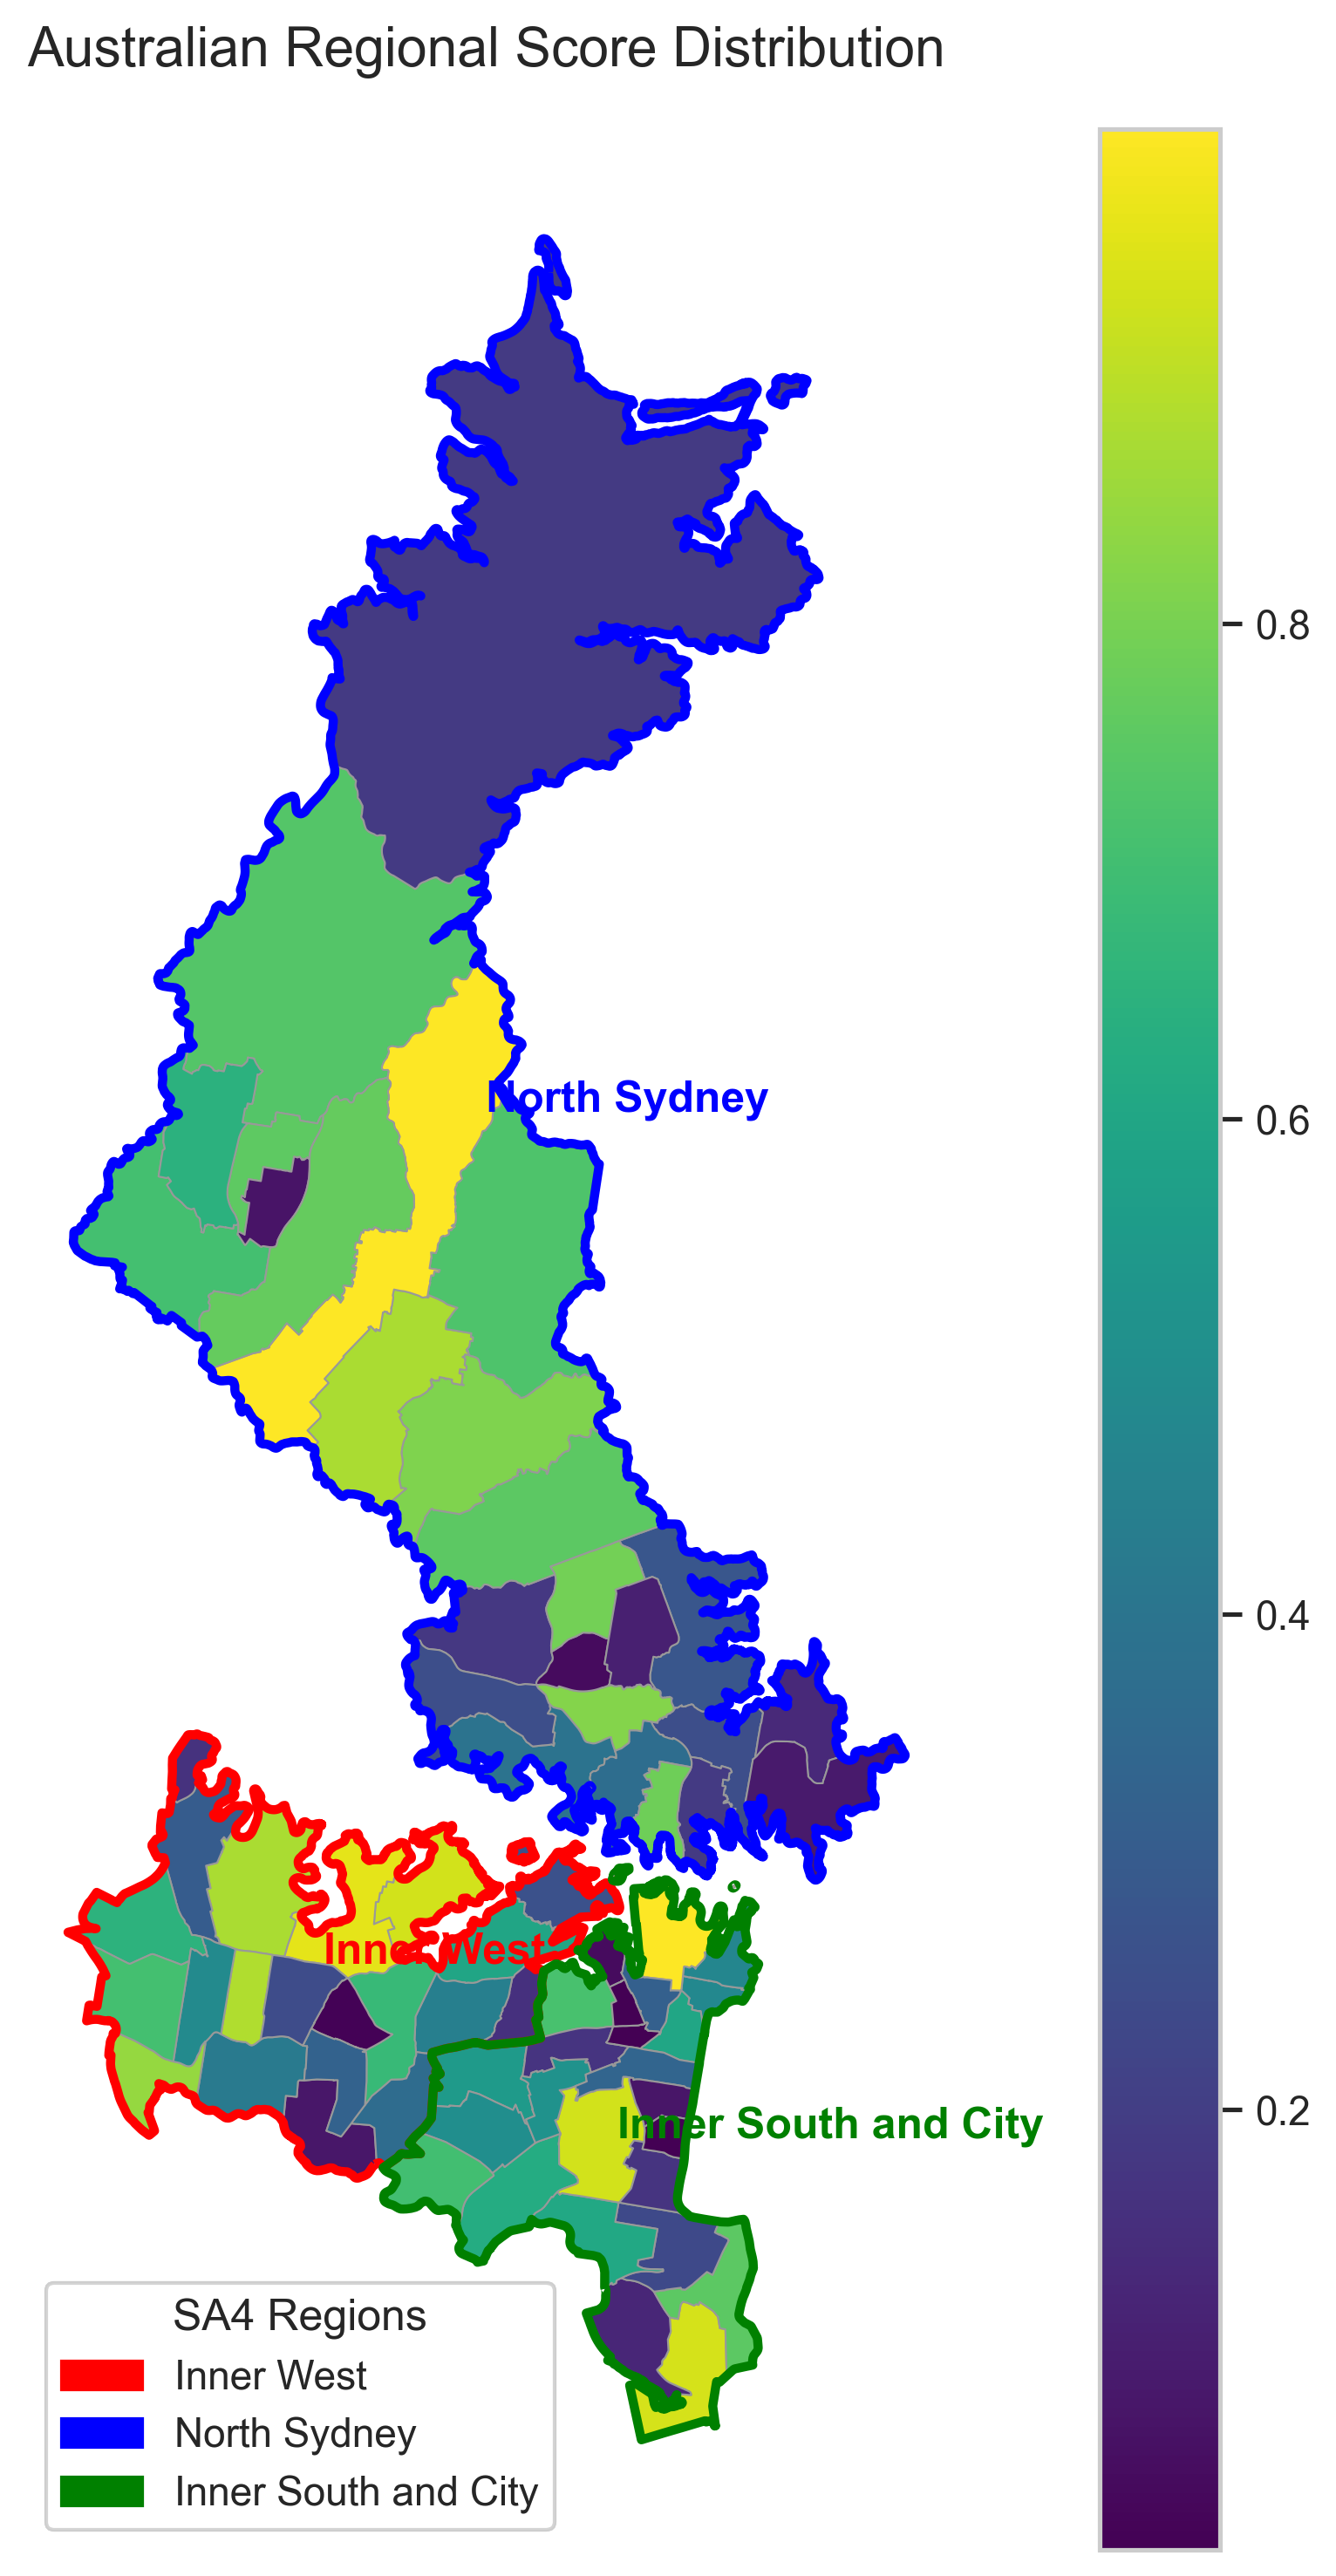 Australian Regional Score Distribution
0.8
North Sydney
0.6
0.4
Inner West
Inner South and City
0.2
SA4 Regions
Inner West
North Sydney
Inner South and City